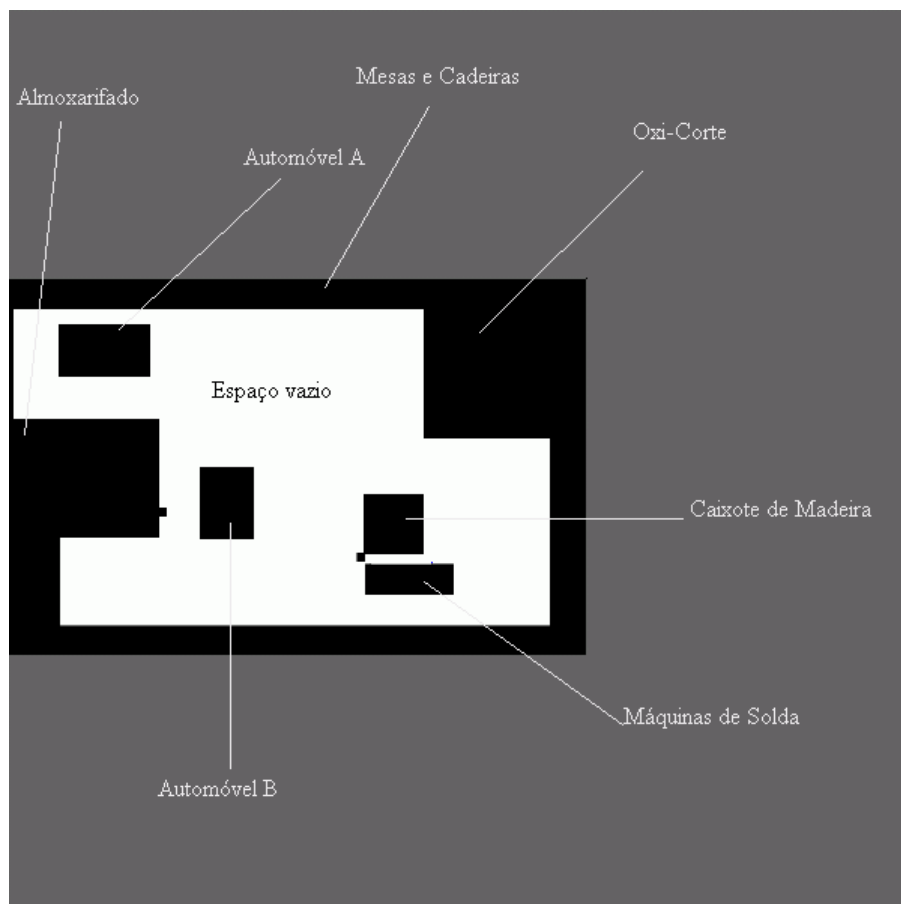 Mesas e Cadeiras
Almoxarifado
Oxi-Corte
Automóvel A
Espaço vazio
Caixote de Madeira
Máquinas de Solda
Automóvel B